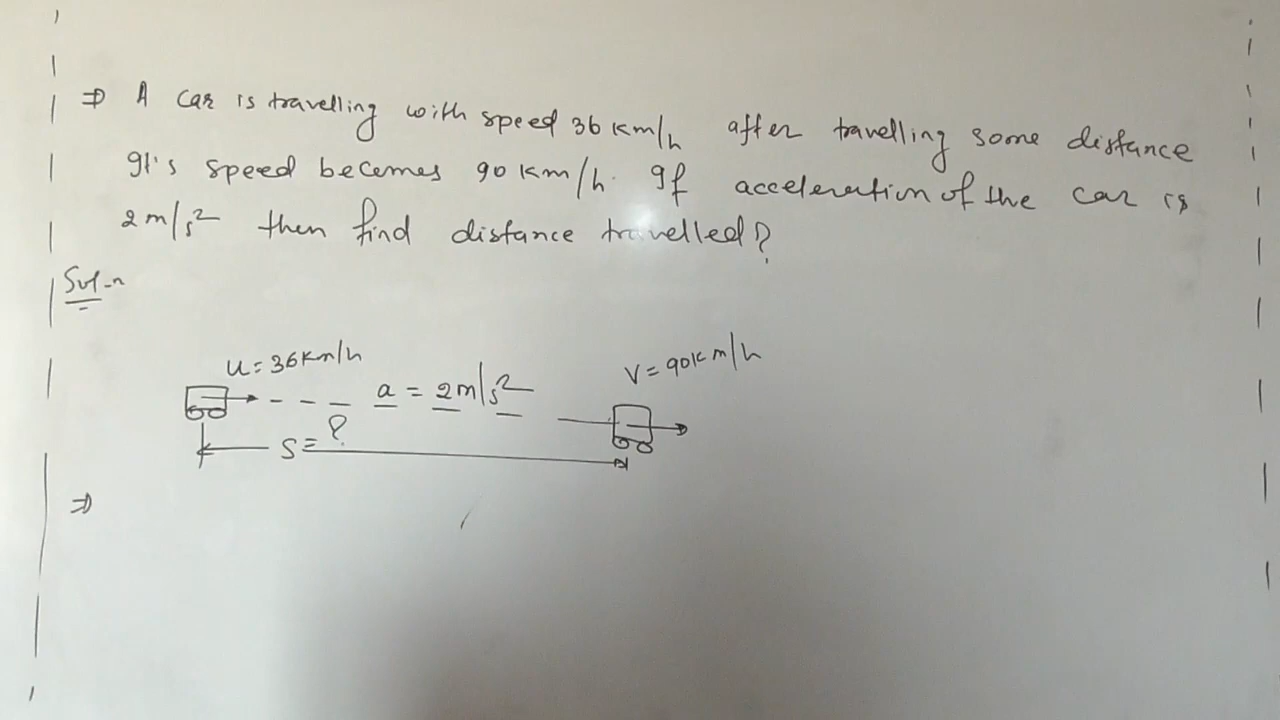 ⇒ A car is travelling with speed 36 km/h after travelling some distance
It's speed becomes 90 km/h. If acceleration of the car is
2 m/s² then find distance travelled?
Sol-n
u = 36 km/h
a = 2 m/s²
v = 90 km/h
S = ?
⇒